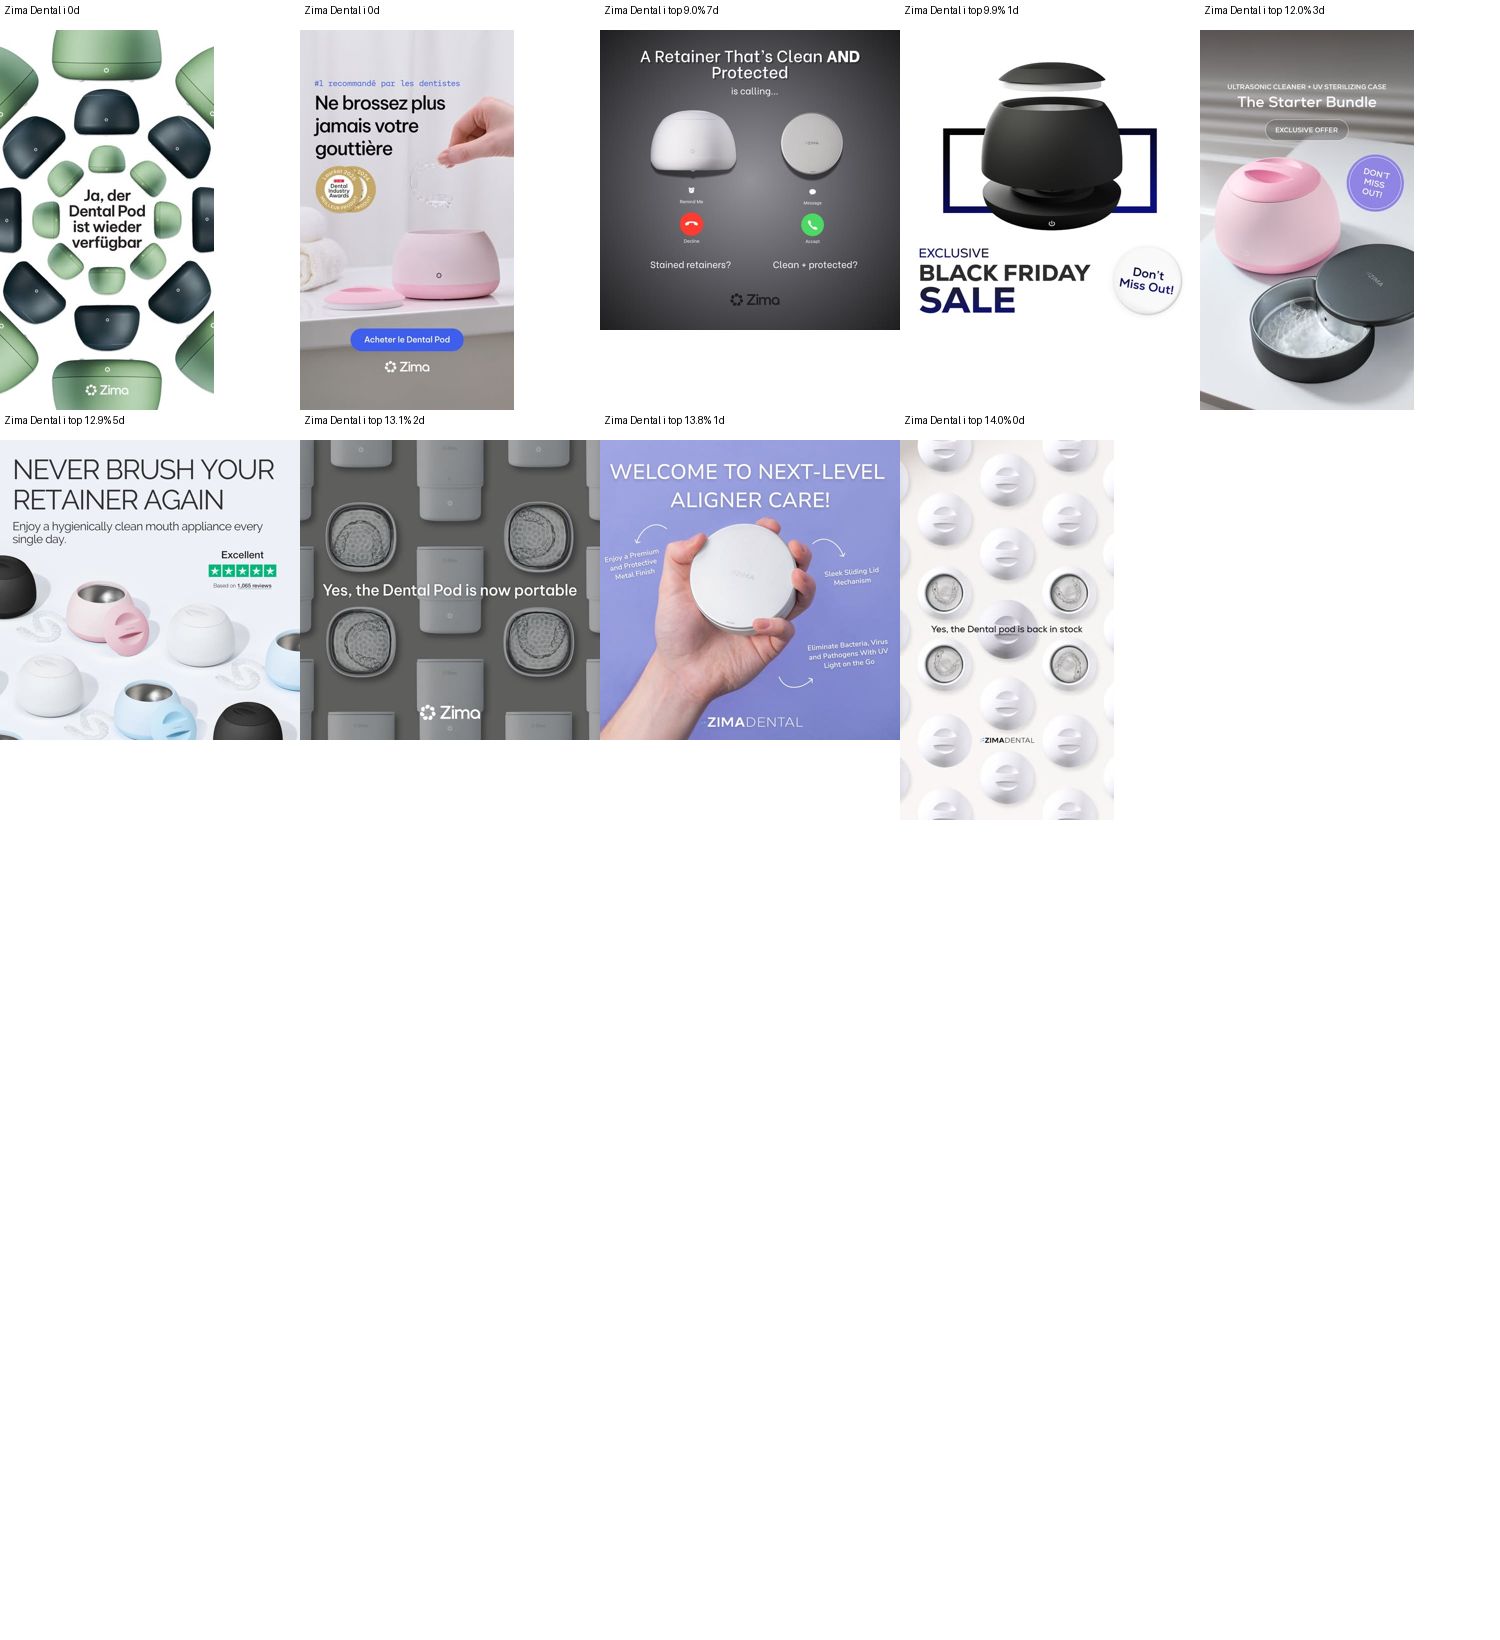 Zima Dental i 0d
Zima Dental i 0d
Zima Dental i top 9.0% 7d
Zima Dental i top 9.9% 1d
Zima Dental i top 12.0% 3d
Ja, der
Dental Pod
ist wieder
verfügbar
Zima
#1 recommandé par les dentistes
Ne brossez plus
jamais votre
gouttière
Dental
Industry
Awards
Acheter le Dental Pod
Zima
A Retainer That's Clean AND
Protected
is calling...
ZIMA
Remind Me
Message
Decline
Accept
Stained retainers?
Clean + protected?
Zima
EXCLUSIVE
BLACK FRIDAY
SALE
Don't
Miss Out!
ULTRASONIC CLEANER + UV STERILIZING CASE
The Starter Bundle
EXCLUSIVE OFFER
DON'T
MISS
OUT!
ZIMA
Zima Dental i top 12.9% 5d
Zima Dental i top 13.1% 2d
Zima Dental i top 13.8% 1d
Zima Dental i top 14.0% 0d
NEVER BRUSH YOUR
RETAINER AGAIN
Enjoy a hygienically clean mouth appliance every
single day.
Excellent
Based on 1,065 reviews
Yes, the Dental Pod is now portable
Zima
WELCOME TO NEXT-LEVEL
ALIGNER CARE!
Enjoy a Premium
and Protective
Metal Finish
ZIMA
Sleek Sliding Lid
Mechanism
Eliminate Bacteria, Virus
and Pathogens With UV
Light on the Go
ZIMADENTAL
Yes, the Dental pod is back in stock
ZIMADENTAL